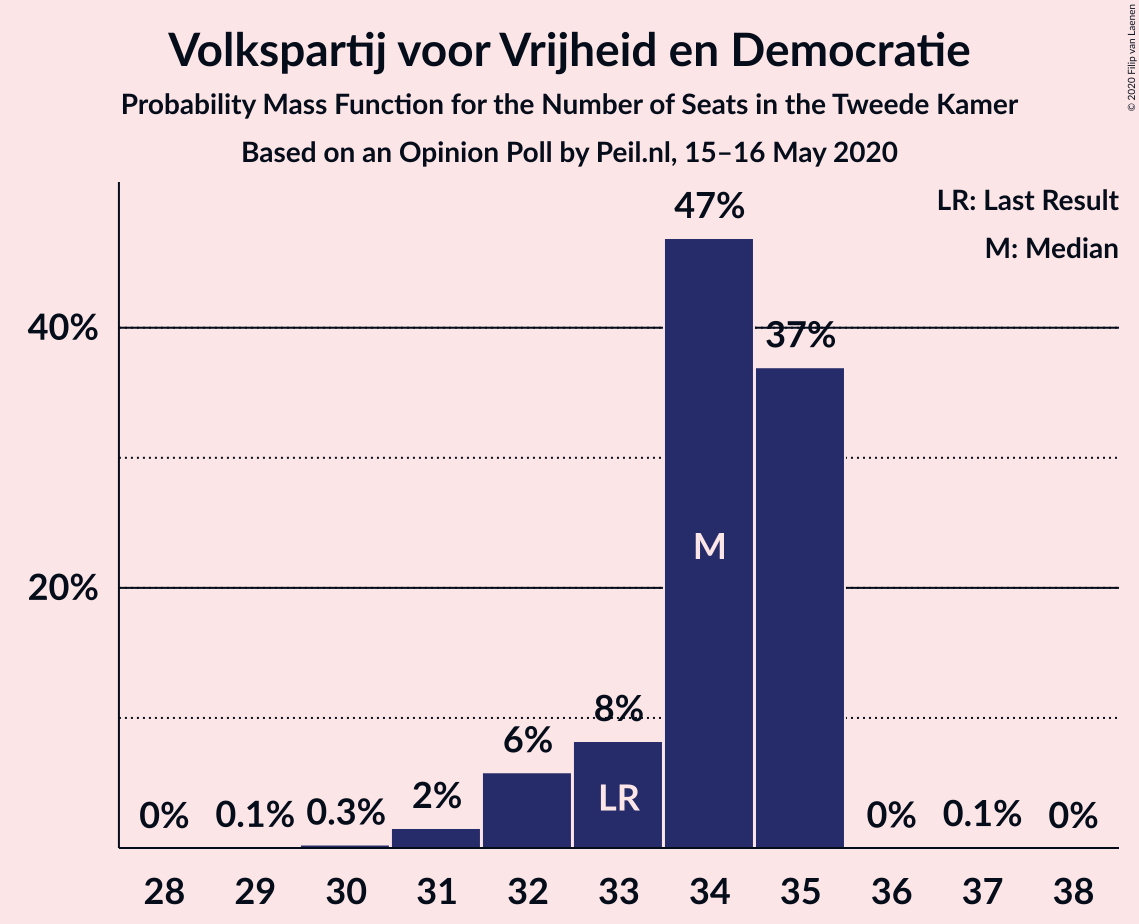 Volkspartij voor Vrijheid en Democratie
Probability Mass Function for the Number of Seats in the Tweede Kamer
Based on an Opinion Poll by Peil.nl, 15–16 May 2020
© 2020 Filip van Laenen
LR: Last Result
M: Median
40%
20%
0%
0.1%
0.3%
2%
6%
8%
47%
37%
0%
0.1%
0%
LR
M
28 29 30 31 32 33 34 35 36 37 38